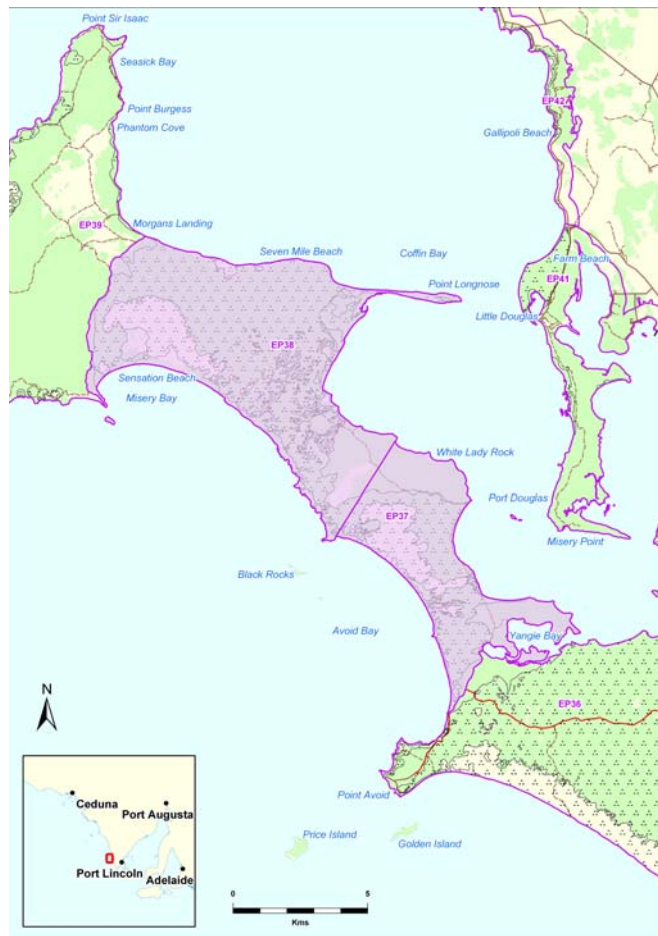 Point Sir Isaac
Seasick Bay
EP42
Point Burgess
Gallipoli Beach
Phantom Cove
Morgans Landing
EP39
Seven Mile Beach
Coffin Bay
Farm Beach
EP41
Point Longnose
Little Douglas
EP38
Sensation Beach
Misery Bay
White Lady Rock
Port Douglas
EP37
Misery Point
Black Rocks
Avoid Bay
Yangie Bay
N
EP36
Point Avoid
Price Island
Golden Island
Ceduna
Port Augusta
Port Lincoln
Adelaide
0 5
Kms